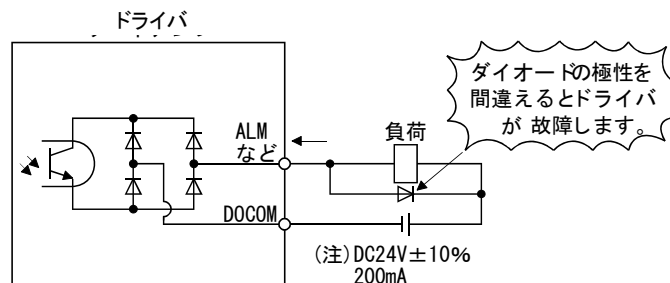 ドライバ
ALM
など
DOCOM
負荷
ダイオードの極性を
間違えるとドライバ
が 故障します。
(注)DC24V±10%
200mA